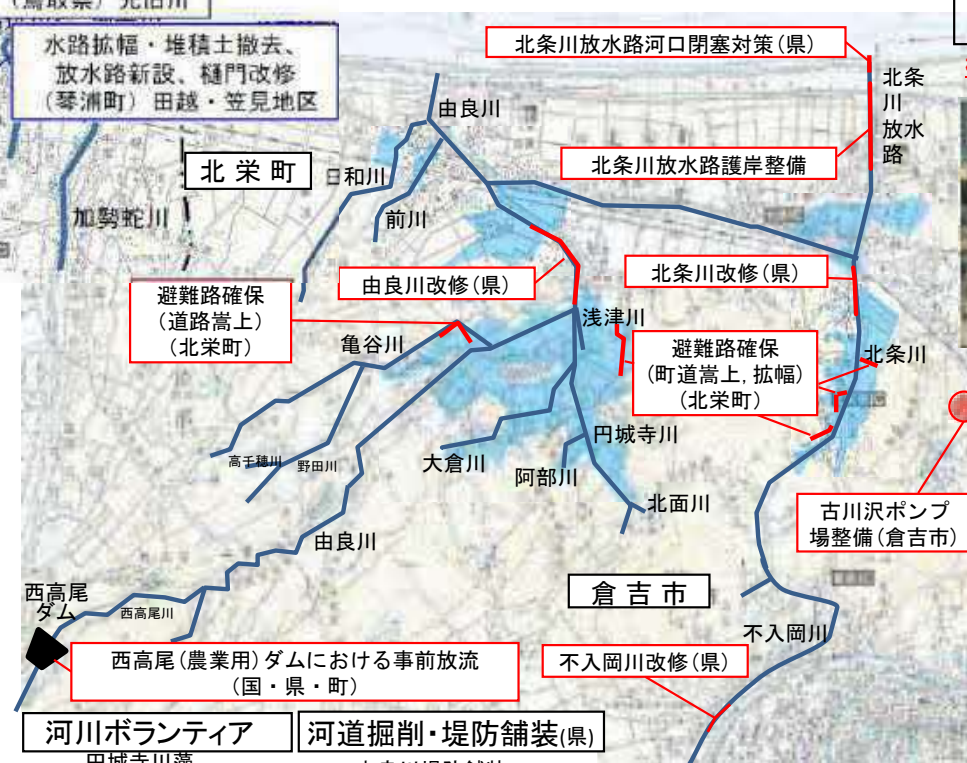 （鳥取県）元旧川
水路拡幅・堆積土撤去、
放水路新設、樋門改修
（琴浦町）田越・笠見地区
北条川放水路河口閉塞対策(県)
北条
川
放水
路
由良川
北栄町
日和川
北条川放水路護岸整備
加勢蛇川
前川
由良川改修(県)
北条川改修(県)
避難路確保
(道路嵩上)
(北栄町)
浅津川
亀谷川
避難路確保
(町道嵩上,拡幅)
(北栄町)
北条川
円城寺川
高千穂川
野田川
大倉川
阿部川
北面川
由良川
古川沢ポンプ
場整備(倉吉市)
倉吉市
西高尾
ダム
西高尾川
不入岡川
西高尾(農業用)ダムにおける事前放流
(国・県・町)
不入岡川改修(県)
河川ボランティア
河道掘削・堤防舗装(県)